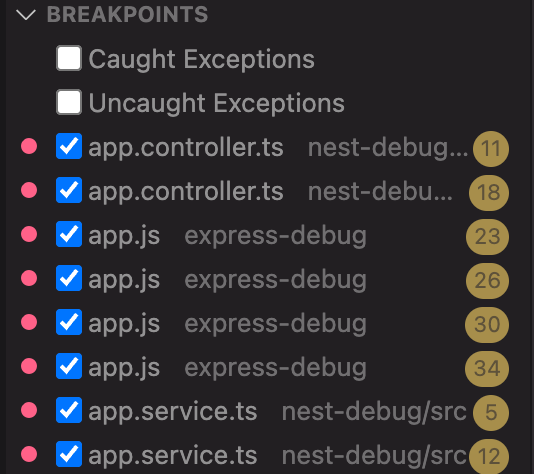 BREAKPOINTS
Caught Exceptions
Uncaught Exceptions
app.controller.ts nest-debug... 11
app.controller.ts nest-debu... 18
app.js express-debug 23
app.js express-debug 26
app.js express-debug 30
app.js express-debug 34
app.service.ts nest-debug/src 5
app.service.ts nest-debug/src 12